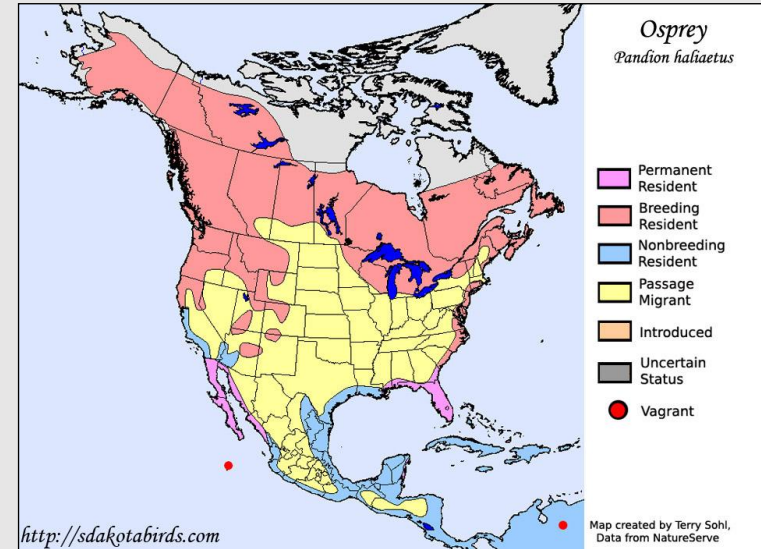 Osprey
Pandion haliaetus
Permanent
Resident
Breeding
Resident
Nonbreeding
Resident
Passage
Migrant
Introduced
Uncertain
Status
Vagrant
http://sdakotabirds.com
Map created by Terry Sohl,
Data from NatureServe